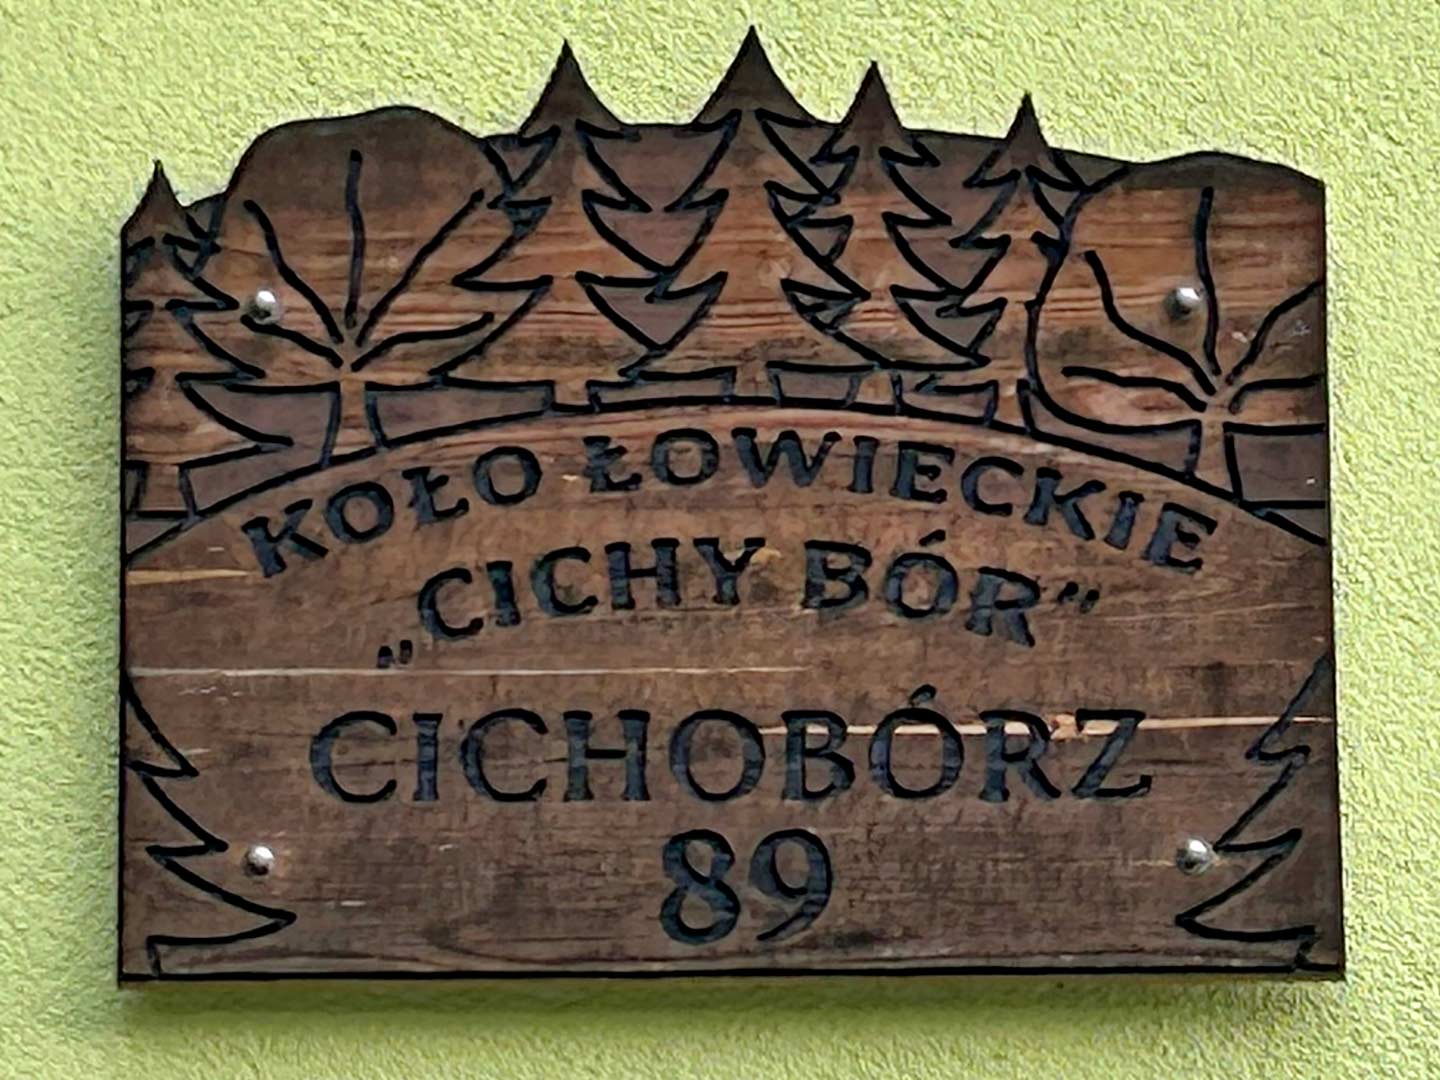 KOŁO ŁOWIECKIE
„CICHY BÓR"
CICHOBÓRZ
89